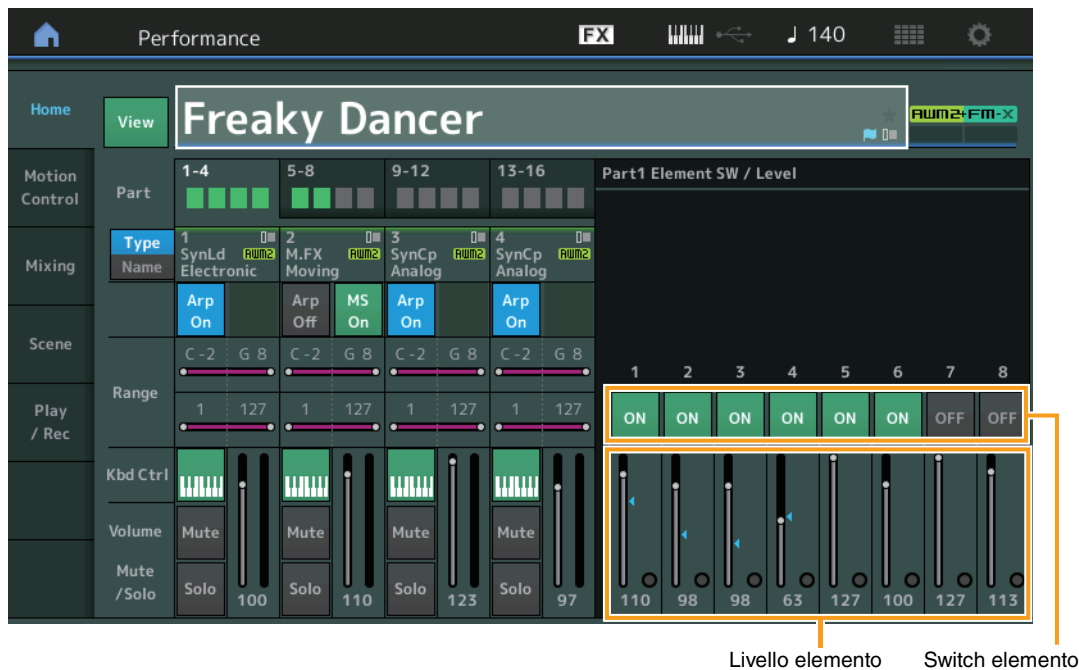 Performance FX ♩ 140
Home
View
Freaky Dancer
AWM2+FM-X
Motion
Control
Part
1-4 5-8 9-12 13-16
Part1 Element SW / Level
Mixing
Type
Name
1
SynLd AWM2
Electronic
2
M.FX AWM2
Moving
3
SynCp AWM2
Analog
4
SynCp AWM2
Analog
Arp
On
Arp
Off
MS
On
Arp
On
Arp
On
Scene
Range
C -2 G 8 C -2 G 8 C -2 G 8 C -2 G 8
1 127 1 127 1 127 1 127
1 2 3 4 5 6 7 8
ON ON ON ON ON ON OFF OFF
Play
/ Rec
Kbd Ctrl
Volume
Mute Mute Mute Mute
Mute
/Solo
Solo 100 Solo 110 Solo 123 Solo 97
110 98 98 63 127 100 127 113
Livello elemento Switch elemento